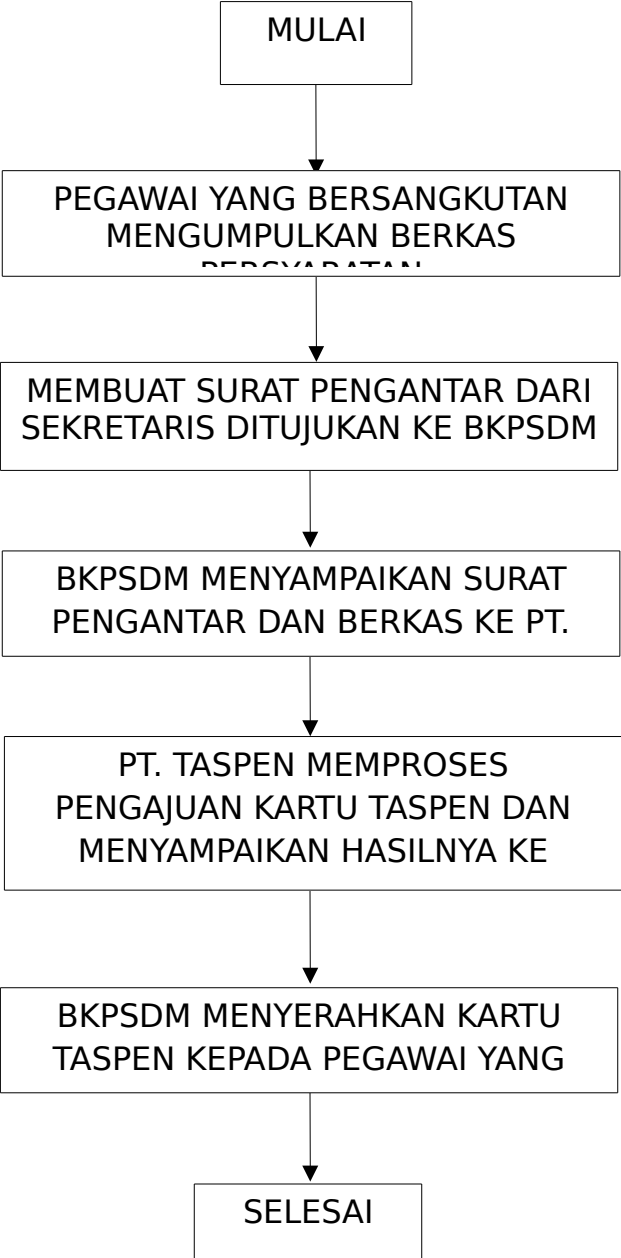 MULAI
PEGAWAI YANG BERSANGKUTAN
MENGUMPULKAN BERKAS
PERSYARATAN
MEMBUAT SURAT PENGANTAR DARI
SEKRETARIS DITUJUKAN KE BKPSDM
BKPSDM MENYAMPAIKAN SURAT
PENGANTAR DAN BERKAS KE PT.
PT. TASPEN MEMPROSES
PENGAJUAN KARTU TASPEN DAN
MENYAMPAIKAN HASILNYA KE
BKPSDM MENYERAHKAN KARTU
TASPEN KEPADA PEGAWAI YANG
SELESAI